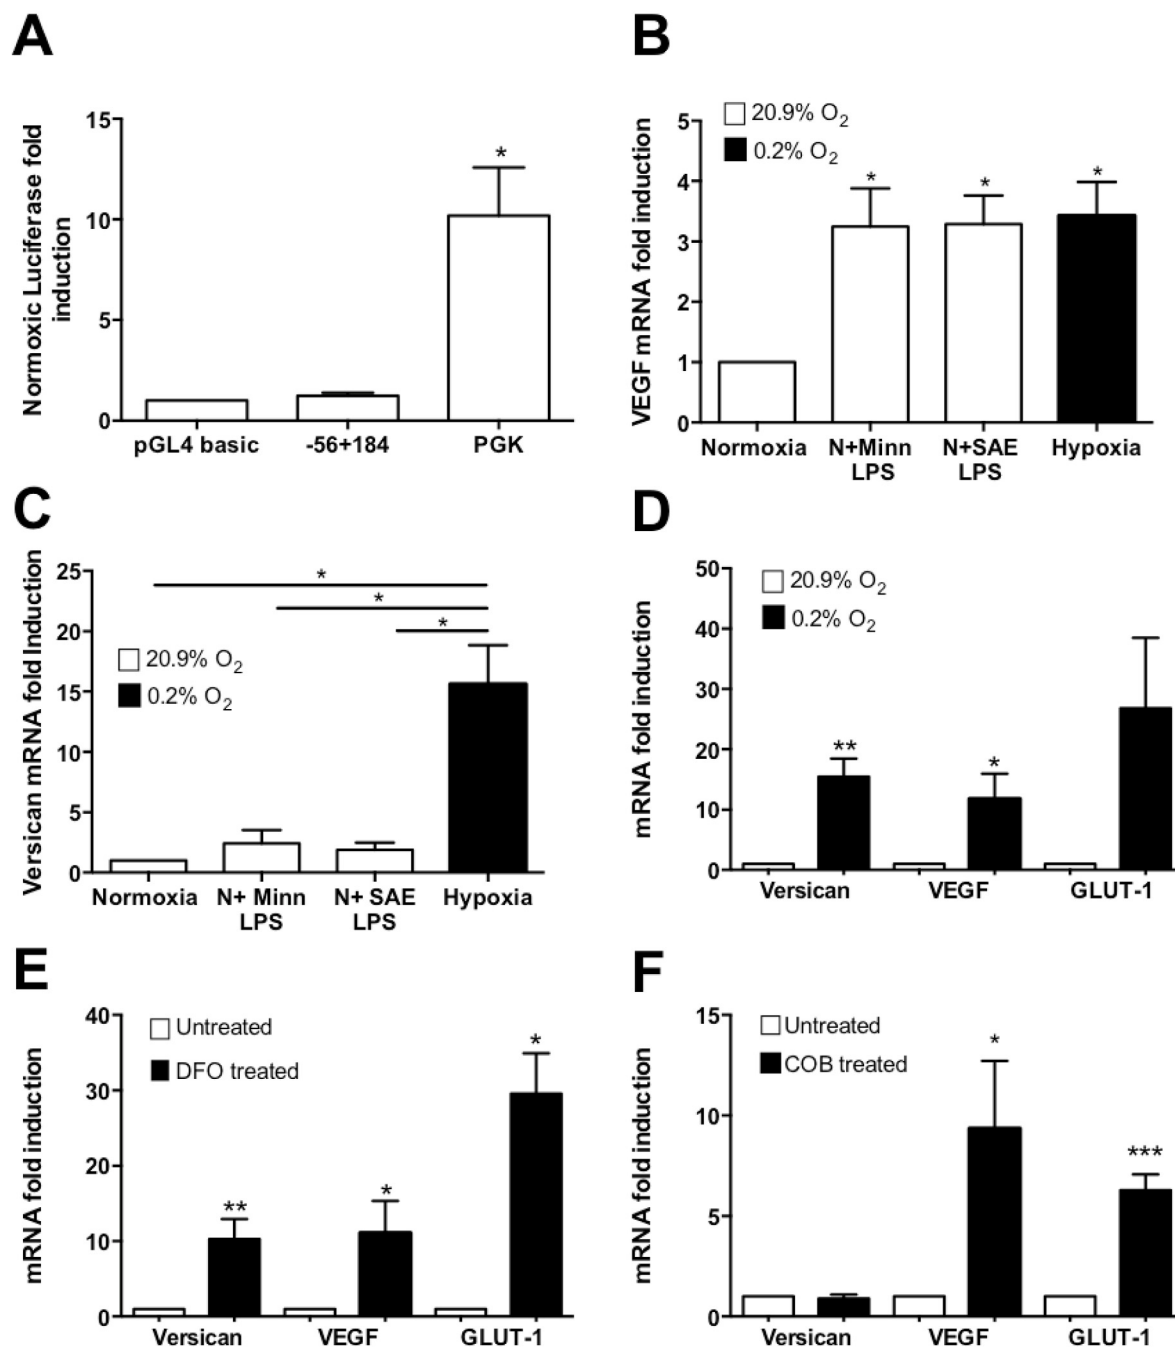 A
Normoxic Luciferase fold
induction
15
10
5
0
*
pGL4 basic
-56+184
PGK
B
VEGF mRNA fold induction
20.9% O2
0.2% O2
5
4
3
2
1
0
*
*
*
Normoxia
N+Minn
LPS
N+SAE
LPS
Hypoxia
C
Versican mRNA fold Induction
25
20
15
10
5
0
*
*
*
20.9% O2
0.2% O2
Normoxia
N+ Minn
LPS
N+ SAE
LPS
Hypoxia
D
mRNA fold induction
50
40
30
20
10
0
20.9% O2
0.2% O2
**
*
Versican
VEGF
GLUT-1
E
mRNA fold induction
40
30
20
10
0
Untreated
DFO treated
**
*
*
Versican
VEGF
GLUT-1
F
mRNA fold induction
15
10
5
0
Untreated
COB treated
*
***
Versican
VEGF
GLUT-1